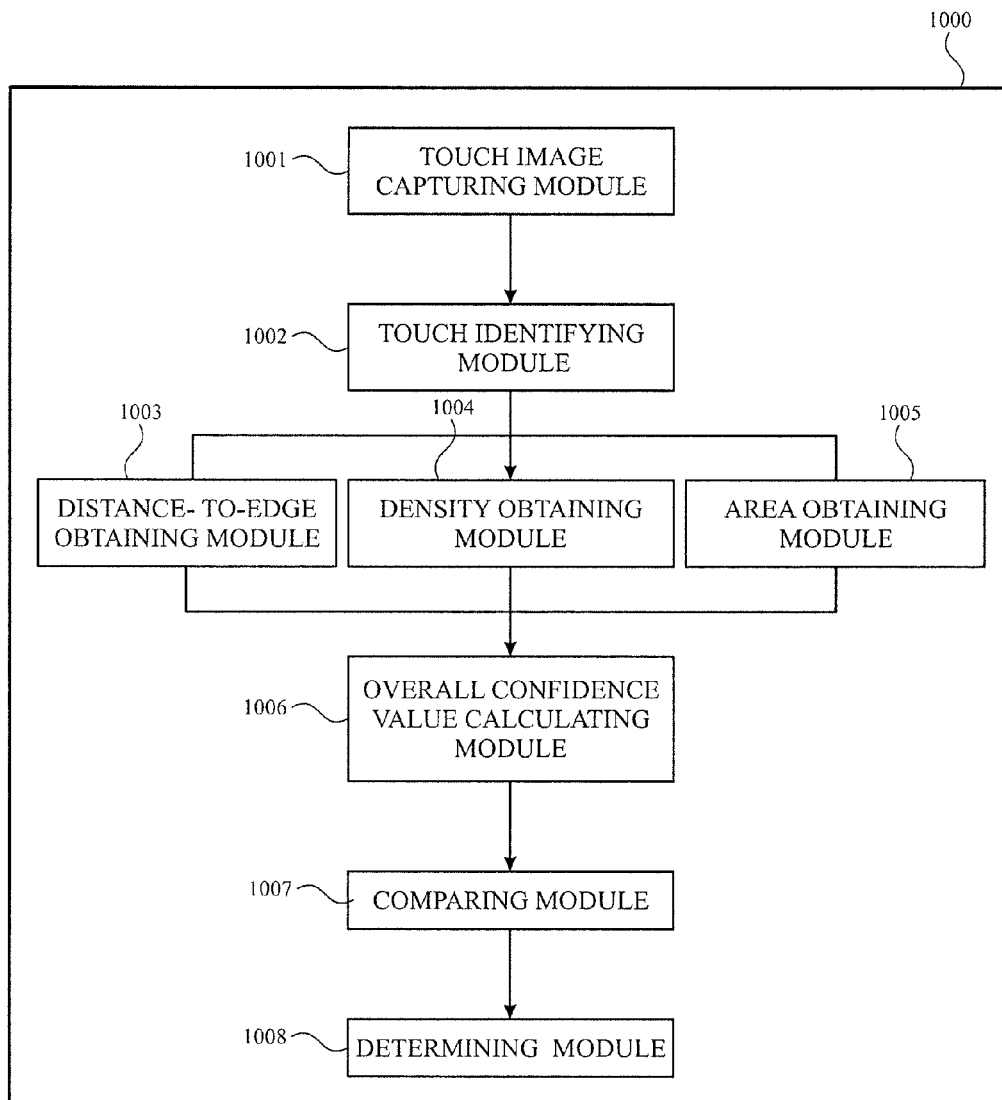 1000
1001
TOUCH IMAGE
CAPTURING MODULE
1002
TOUCH IDENTIFYING
MODULE
1003
1004
1005
DISTANCE- TO-EDGE
OBTAINING MODULE
DENSITY OBTAINING
MODULE
AREA OBTAINING
MODULE
1006
OVERALL CONFIDENCE
VALUE CALCULATING
MODULE
1007
COMPARING MODULE
1008
DETERMINING MODULE